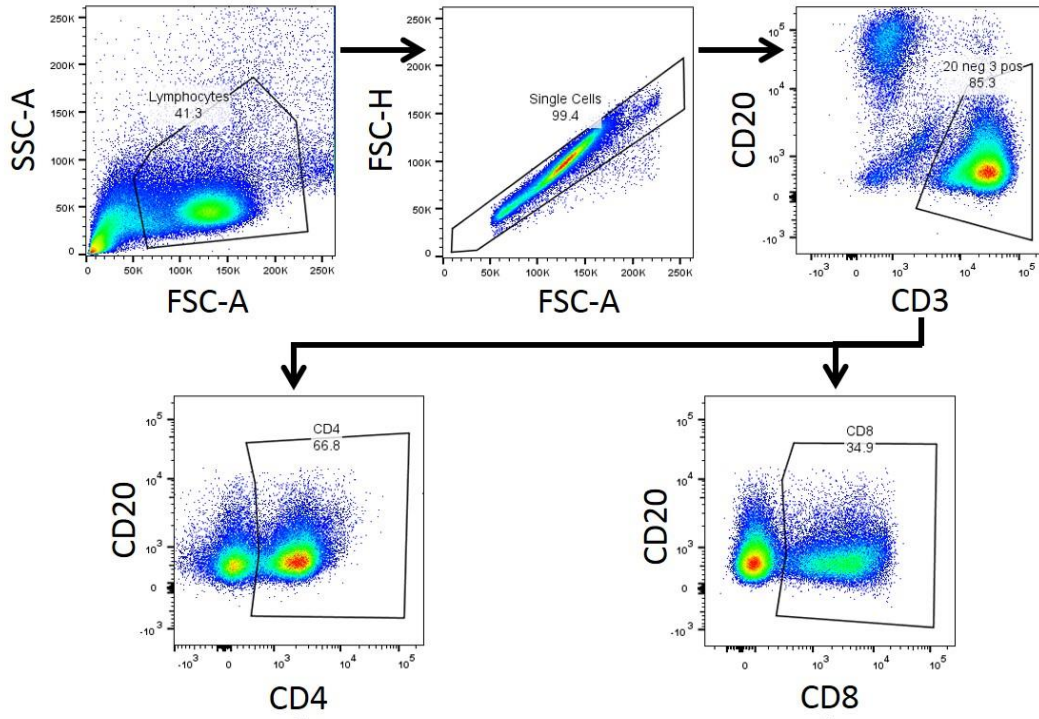 250K
200K
150K
100K
50K
0
SSC-A
Lymphocytes
41.3
0 50K 100K 150K 200K 250K
FSC-A
250K
200K
150K
100K
50K
0
FSC-H
Single Cells
99.4
0 50K 100K 150K 200K 250K
FSC-A
10^5
10^4
10^3
0
-10^3
CD20
20 neg 3 pos
85.3
-10^3 0 10^3 10^4 10^5
CD3
10^5
10^4
10^3
0
-10^3
CD20
CD4
66.8
-10^3 0 10^3 10^4 10^5
CD4
10^5
10^4
10^3
0
-10^3
CD20
CD8
34.9
0 10^3 10^4 10^5
CD8